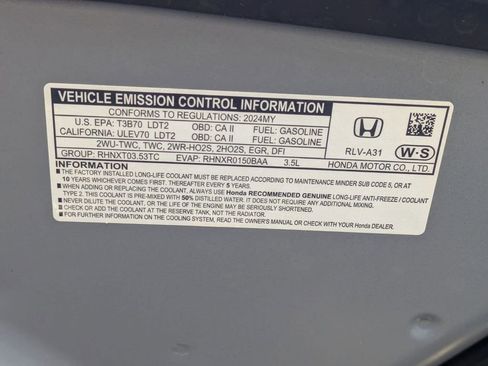 VEHICLE EMISSION CONTROL INFORMATION
CONFORMS TO REGULATIONS: 2024MY
U.S. EPA: T3B70 LDT2 OBD: CA II FUEL: GASOLINE
CALIFORNIA: ULEV70 LDT2 OBD: CA II FUEL: GASOLINE
2WU-TWC, TWC, 2WR-HO2S, 2HO2S, EGR, DFI
GROUP: RHNXT03.53TC EVAP: RHNXR0150BAA 3.5L
HONDA
RLV-A31
W·S
HONDA MOTOR CO., LTD.
INFORMATION
■ THE FACTORY INSTALLED LONG-LIFE COOLANT MUST BE REPLACED ACCORDING TO MAINTENANCE MINDER SUB CODE 5, OR AT
10 YEARS WHICHEVER COMES FIRST, THEREAFTER EVERY 5 YEARS.
■ WHEN ADDING OR REPLACING THE COOLANT, ALWAYS USE Honda RECOMMENDED GENUINE LONG-LIFE ANTI-FREEZE / COOLANT
TYPE 2. THIS COOLANT IS PRE-MIXED WITH 50% DISTILLED WATER. IT DOES NOT REQUIRE ANY ADDITIONAL MIXING.
■ NEVER DILUTE THE COOLANT, OR THE LIFE OF THE ENGINE MAY BE SERIOUSLY SHORTENED.
■ CHECK OR ADD THE COOLANT AT THE RESERVE TANK, NOT THE RADIATOR.
■ FOR FURTHER INFORMATION ON THE COOLING SYSTEM, READ THE OWNER'S MANUAL OR CHECK WITH YOUR Honda DEALER.